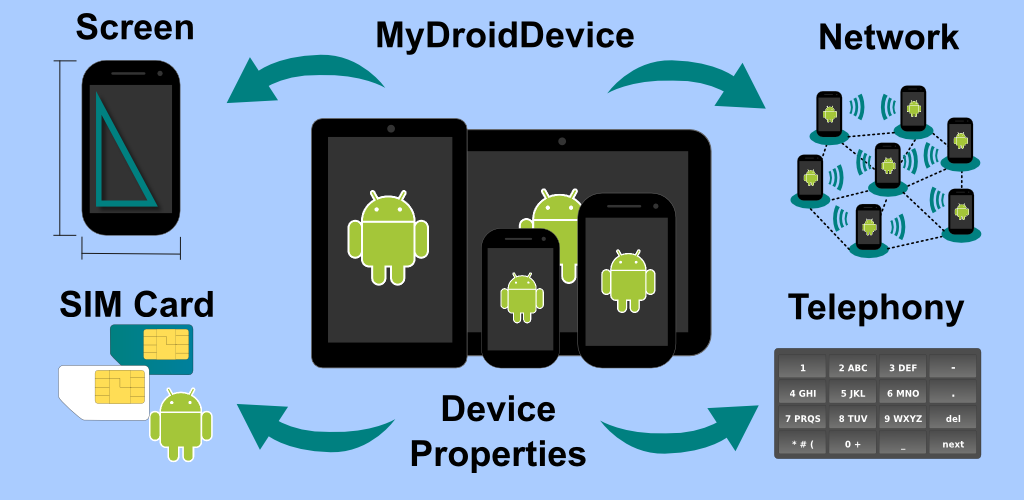 Screen
MyDroidDevice
Network
SIM Card
Telephony
1 2 ABC 3 DEF -
4 GHI 5 JKL 6 MNO .
7 PRQS 8 TUV 9 WXYZ del
* # ( 0 + _ next
Device
Properties